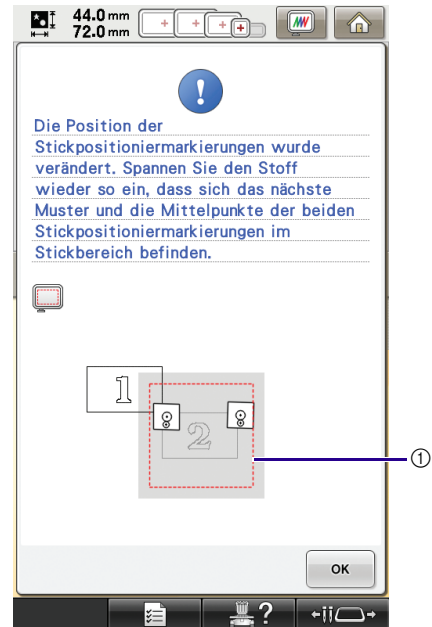 44.0 mm
72.0 mm
Die Position der
Stickpositioniermarkierungen wurde
verändert. Spannen Sie den Stoff
wieder so ein, dass sich das nächste
Muster und die Mittelpunkte der beiden
Stickpositioniermarkierungen im
Stickbereich befinden.
1
2
①
OK
?